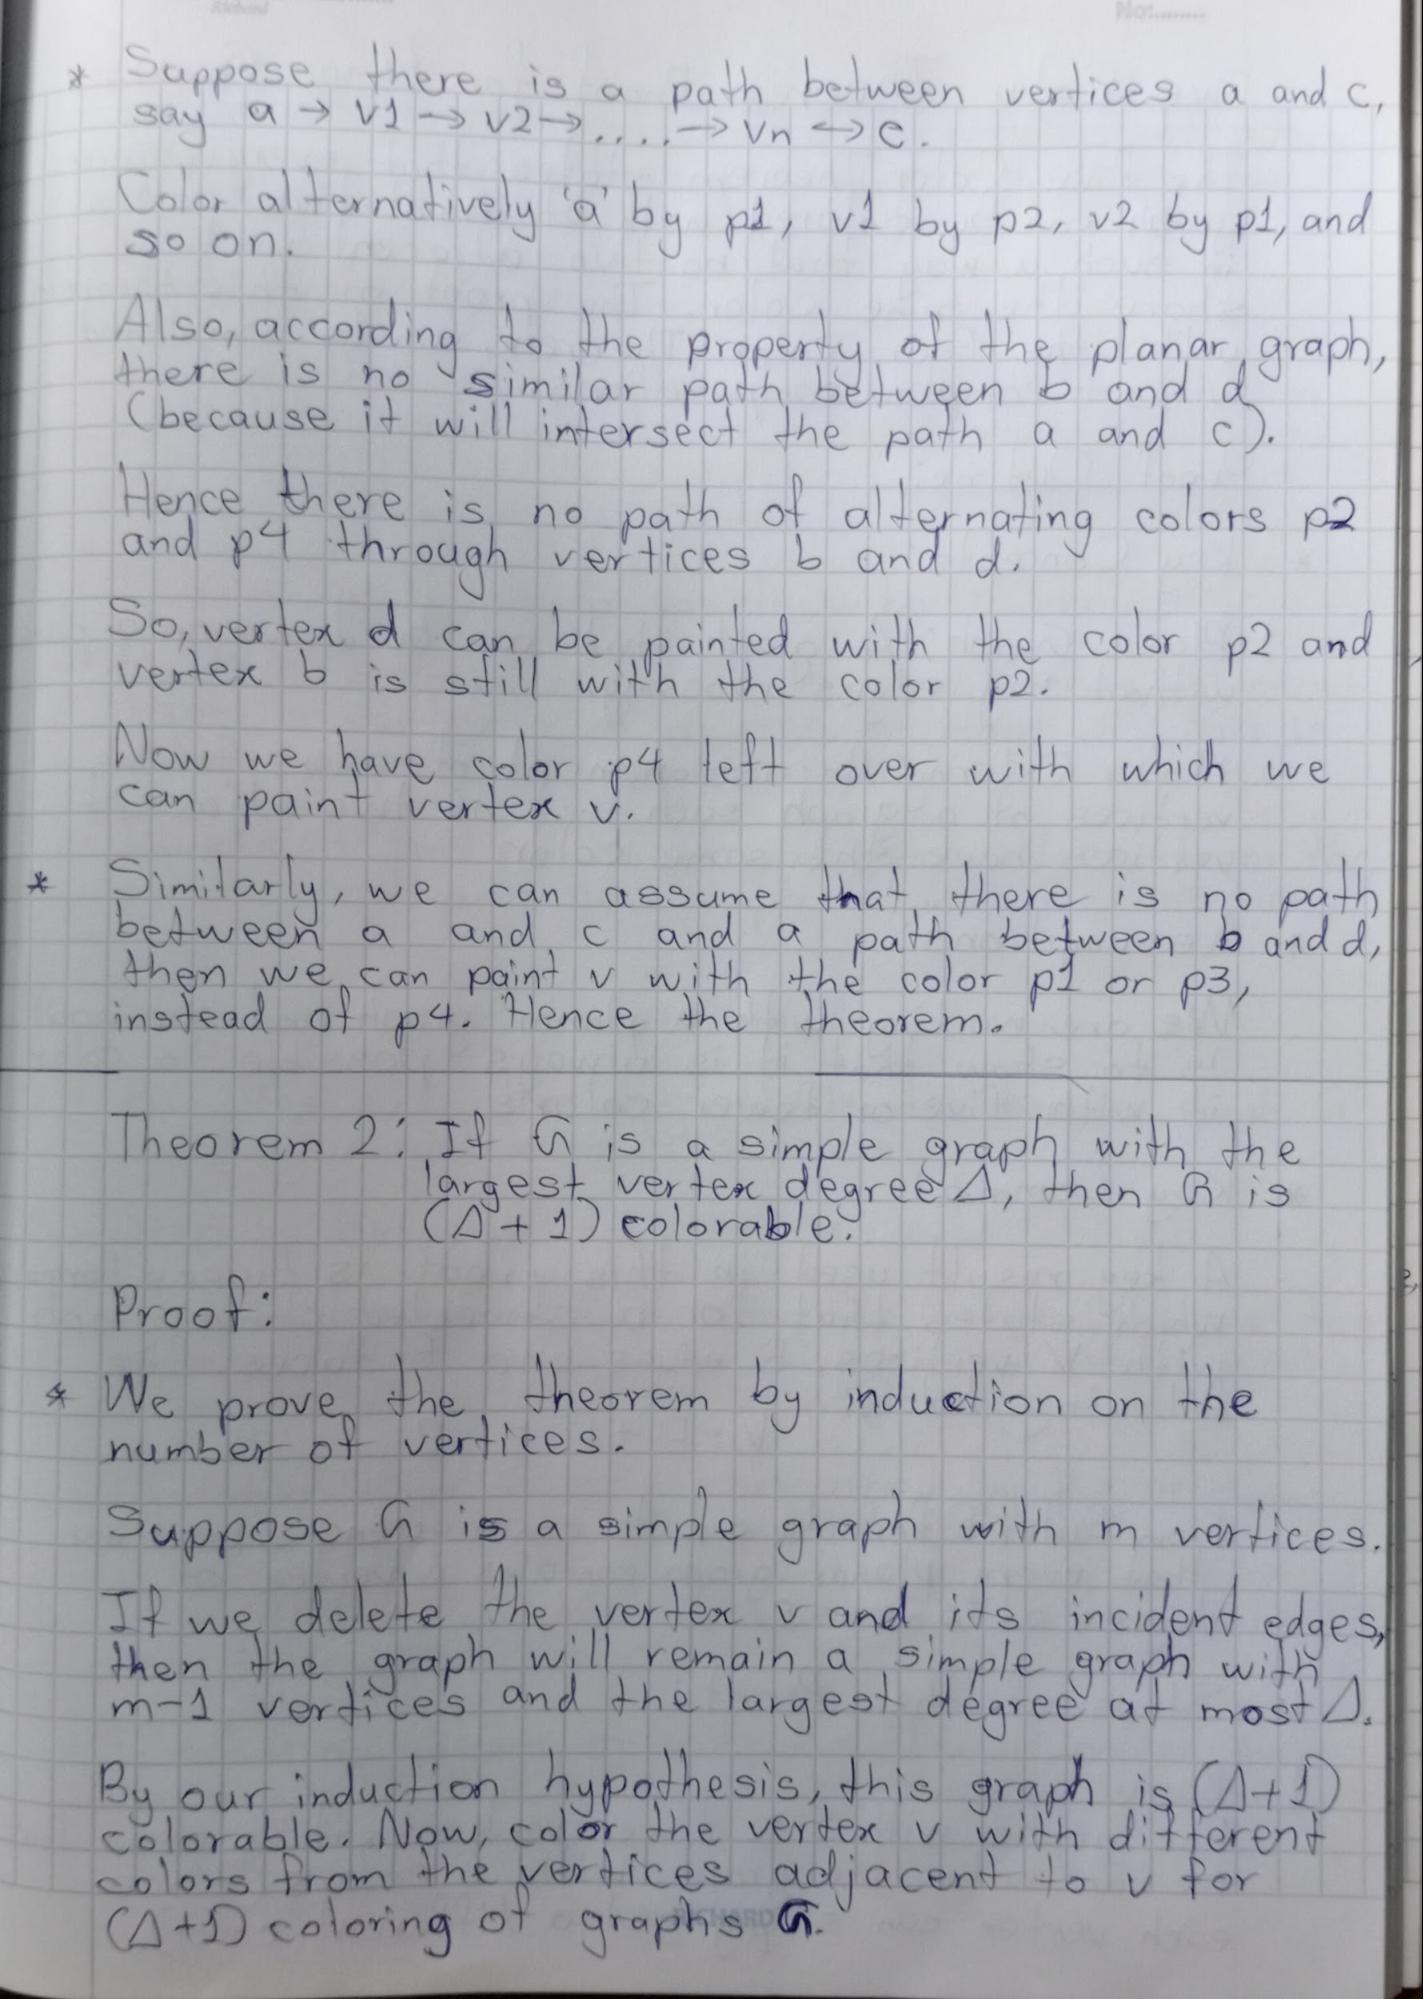 Richard
No:.........
* Suppose there is a path between vertices a and c,
say a → v1 → v2 → ..... → vn ↔ c.
Color alternatively 'a' by p1, v1 by p2, v2 by p1, and
so on.
Also, according to the property of the planar graph,
there is no similar path between b and d
(because it will intersect the path a and c).
Hence there is no path of alternating colors p2
and p4 through vertices b and d.
So, vertex d can be painted with the color p2 and
vertex b is still with the color p2.
Now we have color p4 left over with which we
can paint vertex v.
* Similarly, we can assume that there is no path
between a and c and a path between b and d,
then we can paint v with the color p1 or p3,
instead of p4. Hence the theorem.
Theorem 2: If G is a simple graph with the
largest vertex degree Δ, then G is
(Δ + 1) colorable.
Proof:
* We prove the theorem by induction on the
number of vertices.
Suppose G is a simple graph with m vertices.
If we delete the vertex v and its incident edges,
then the graph will remain a simple graph with
m-1 vertices and the largest degree at most Δ.
By our induction hypothesis, this graph is (Δ+1)
colorable. Now, color the vertex v with different
colors from the vertices adjacent to v for
(Δ+1) coloring of graphs G.